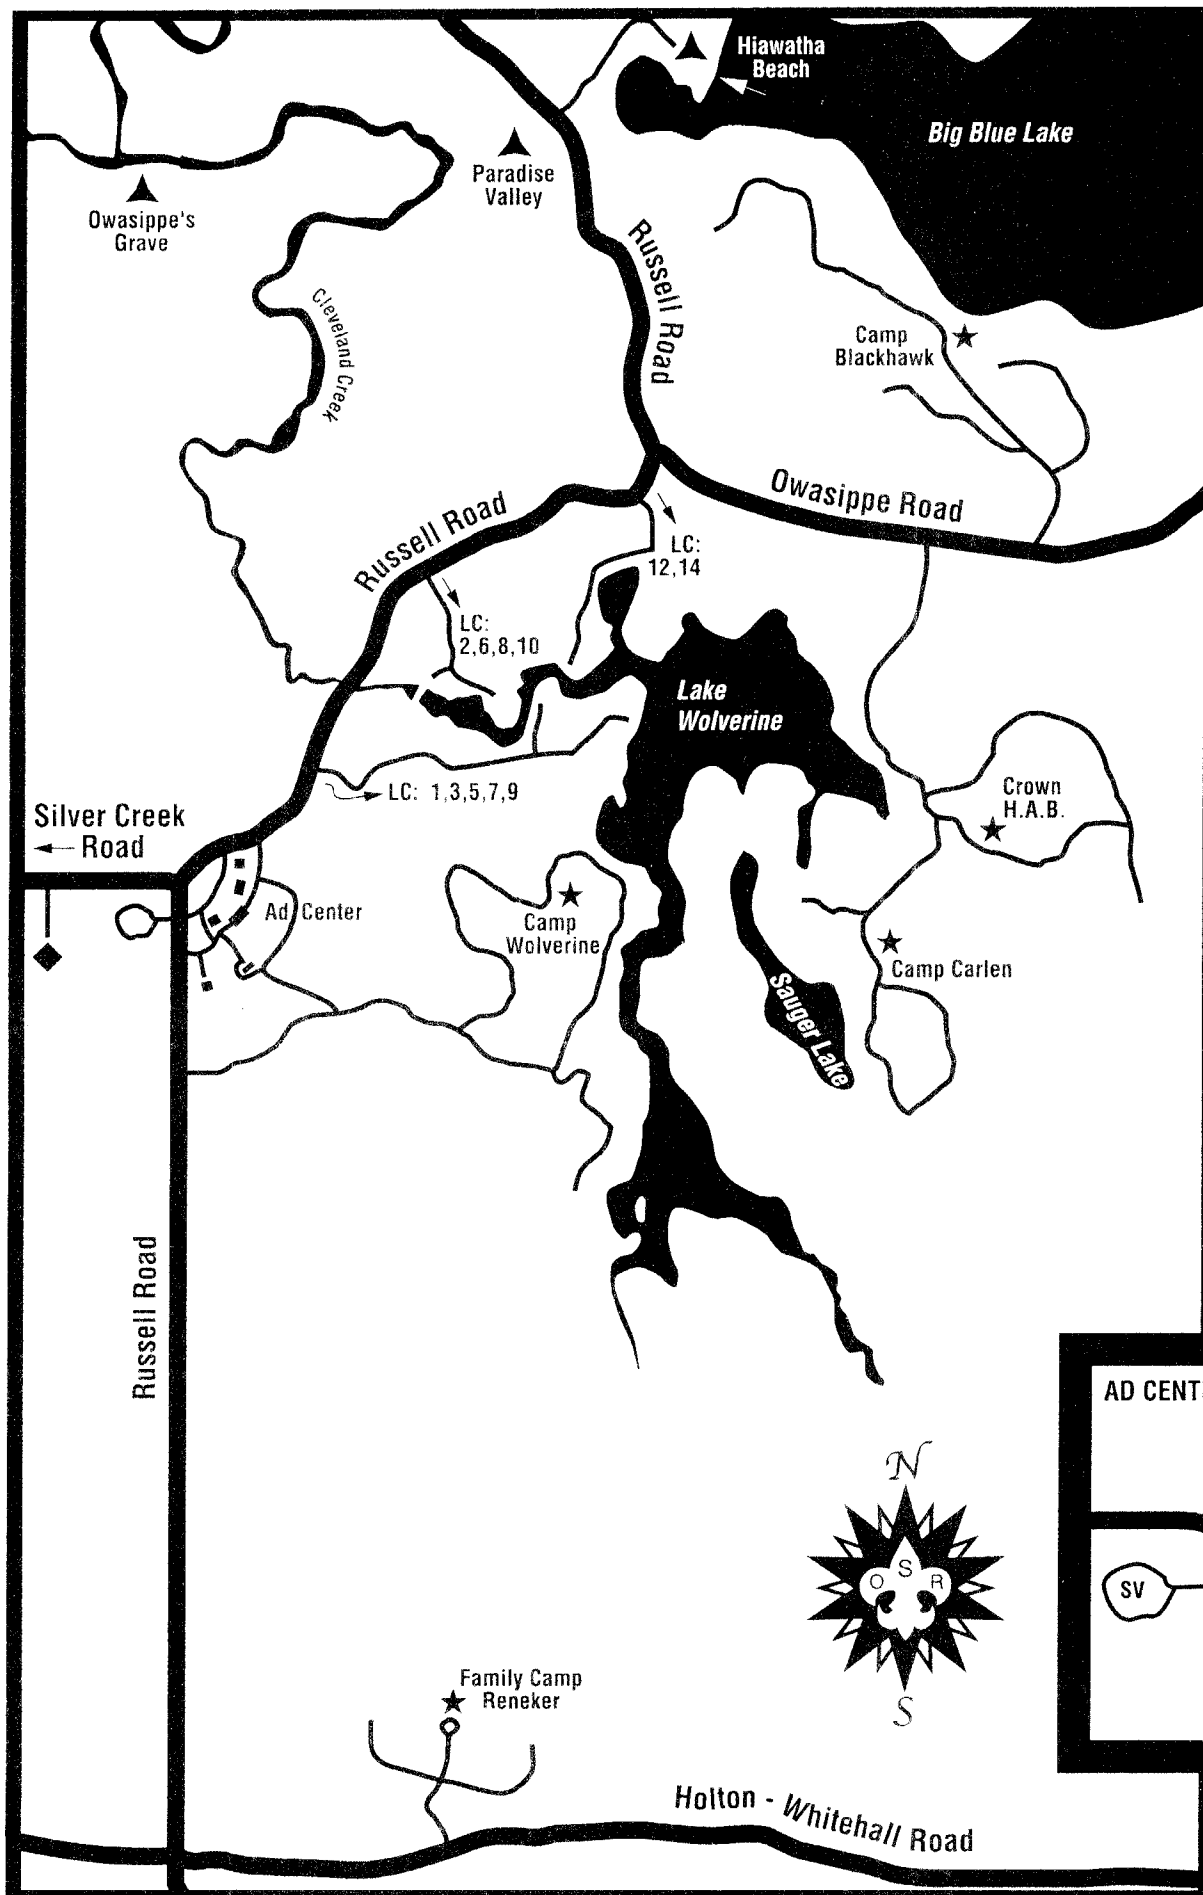 Hiawatha
Beach
Big Blue Lake
Paradise
Valley
Owasippe's
Grave
Russell Road
Cleveland Creek
Camp
Blackhawk
Owasippe Road
Russell Road
LC:
12,14
LC:
2,6,8,10
Lake
Wolverine
Crown
H.A.B.
LC: 1,3,5,7,9
Silver Creek
Road
Ad Center
Camp
Wolverine
Camp Carlen
Sauger Lake
Russell Road
AD CENT
N
O S R
SV
S
Family Camp
Reneker
Holton - Whitehall Road